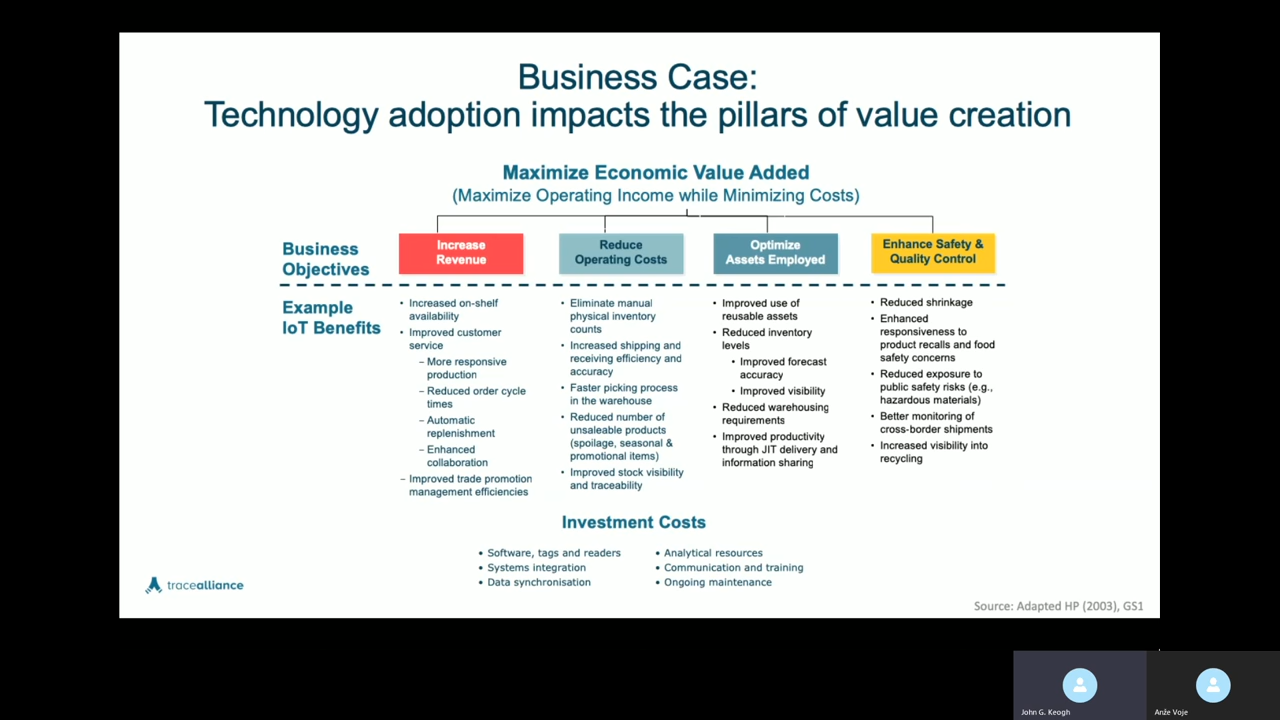 Business Case:
Technology adoption impacts the pillars of value creation
Maximize Economic Value Added
(Maximize Operating Income while Minimizing Costs)
Business
Objectives
Increase
Revenue
Reduce
Operating Costs
Optimize
Assets Employed
Enhance Safety &
Quality Control
Example
IoT Benefits
• Increased on-shelf
availability
• Improved customer
service
– More responsive
production
– Reduced order cycle
times
– Automatic
replenishment
– Enhanced
collaboration
– Improved trade promotion
management efficiencies
• Eliminate manual
physical inventory
counts
• Increased shipping and
receiving efficiency and
accuracy
• Faster picking process
in the warehouse
• Reduced number of
unsaleable products
(spoilage, seasonal &
promotional items)
• Improved stock visibility
and traceability
• Improved use of
reusable assets
• Reduced inventory
levels
• Improved forecast
accuracy
• Improved visibility
• Reduced warehousing
requirements
• Improved productivity
through JIT delivery and
information sharing
• Reduced shrinkage
• Enhanced
responsiveness to
product recalls and food
safety concerns
• Reduced exposure to
public safety risks (e.g.,
hazardous materials)
• Better monitoring of
cross-border shipments
• Increased visibility into
recycling
Investment Costs
• Software, tags and readers
• Systems integration
• Data synchronisation
• Analytical resources
• Communication and training
• Ongoing maintenance
tracealliance
Source: Adapted HP (2003), GS1
John G. Keogh
Anže Voje